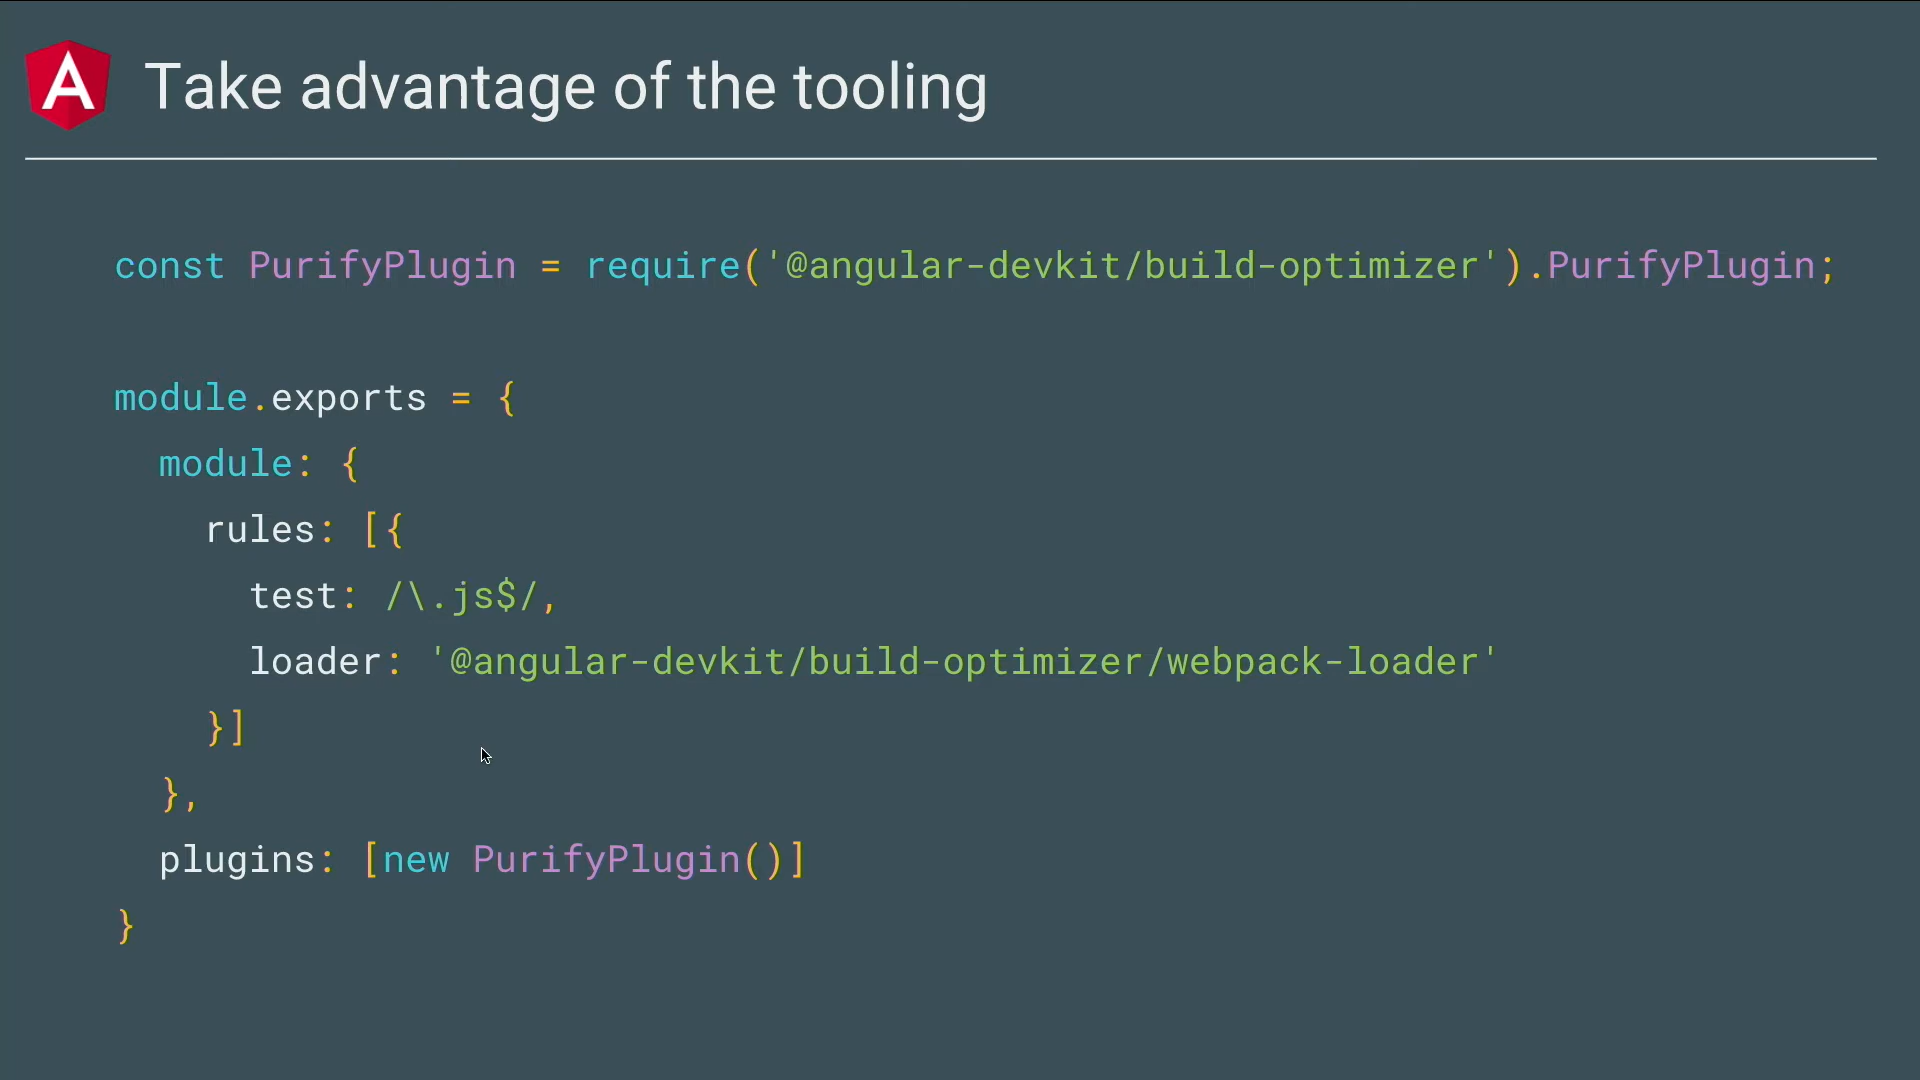 Take advantage of the tooling
const PurifyPlugin = require('@angular-devkit/build-optimizer').PurifyPlugin;
module.exports = {
  module: {
    rules: [{
      test: /\.js$/,
      loader: '@angular-devkit/build-optimizer/webpack-loader'
    }]
  },
  plugins: [new PurifyPlugin()]
}